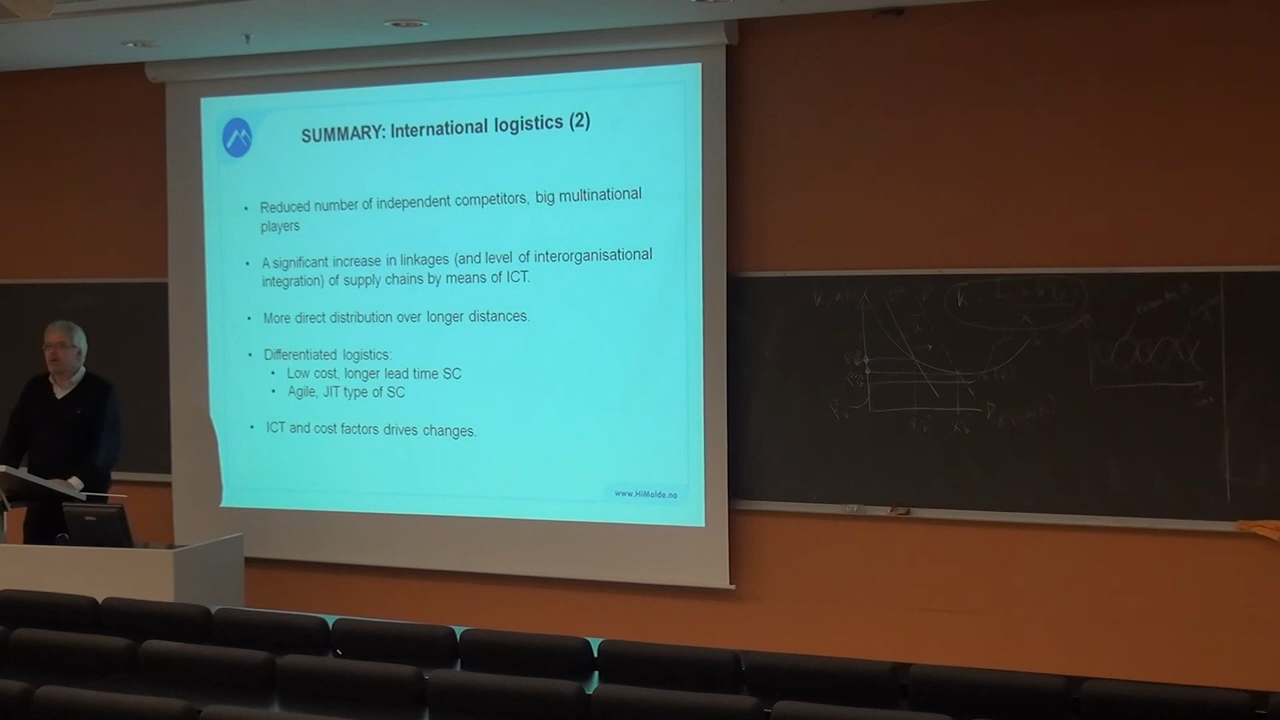 SUMMARY: International logistics (2)
• Reduced number of independent competitors, big multinational
players
• A significant increase in linkages (and level of interorganisational
integration) of supply chains by means of ICT.
• More direct distribution over longer distances.
• Differentiated logistics:
• Low cost, longer lead time SC
• Agile, JIT type of SC
• ICT and cost factors drives changes.
www.HiMolde.no